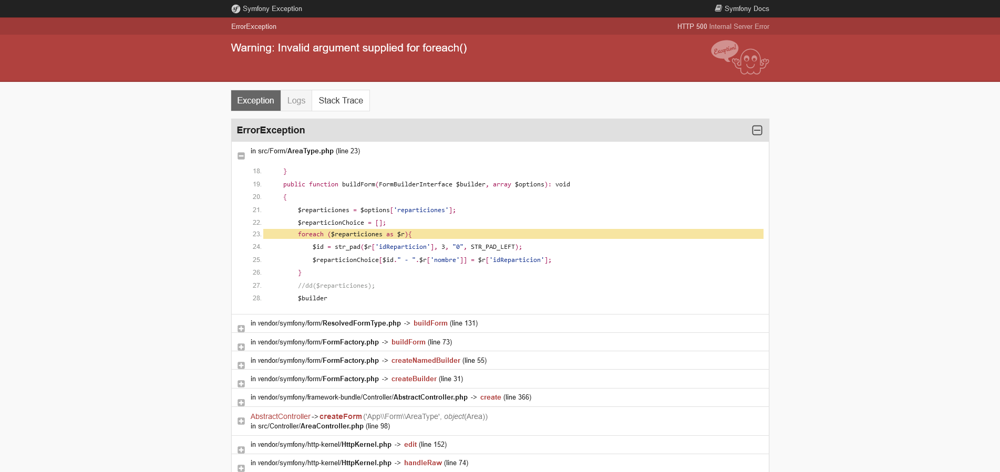 Symfony Exception
Symfony Docs
ErrorException
HTTP 500 Internal Server Error
Warning: Invalid argument supplied for foreach()
Exception!
Exception
Logs
Stack Trace
ErrorException
in src/Form/AreaType.php (line 23)
18. }
19. public function buildForm(FormBuilderInterface $builder, array $options): void
20. {
21. $reparticiones = $options['reparticiones'];
22. $reparticionChoice = [];
23. foreach ($reparticiones as $r){
24. $id = str_pad($r['idReparticion'], 3, "0", STR_PAD_LEFT);
25. $reparticionChoice[$id." - ".$r['nombre']] = $r['idReparticion'];
26. }
27. //dd($reparticiones);
28. $builder
in vendor/symfony/form/ResolvedFormType.php -> buildForm (line 131)
in vendor/symfony/form/FormFactory.php -> buildForm (line 73)
in vendor/symfony/form/FormFactory.php -> createNamedBuilder (line 55)
in vendor/symfony/form/FormFactory.php -> createBuilder (line 31)
in vendor/symfony/framework-bundle/Controller/AbstractController.php -> create (line 366)
AbstractController->createForm('App\\Form\\AreaType', object(Area))
in src/Controller/AreaController.php (line 98)
in vendor/symfony/http-kernel/HttpKernel.php -> edit (line 152)
in vendor/symfony/http-kernel/HttpKernel.php -> handleRaw (line 74)